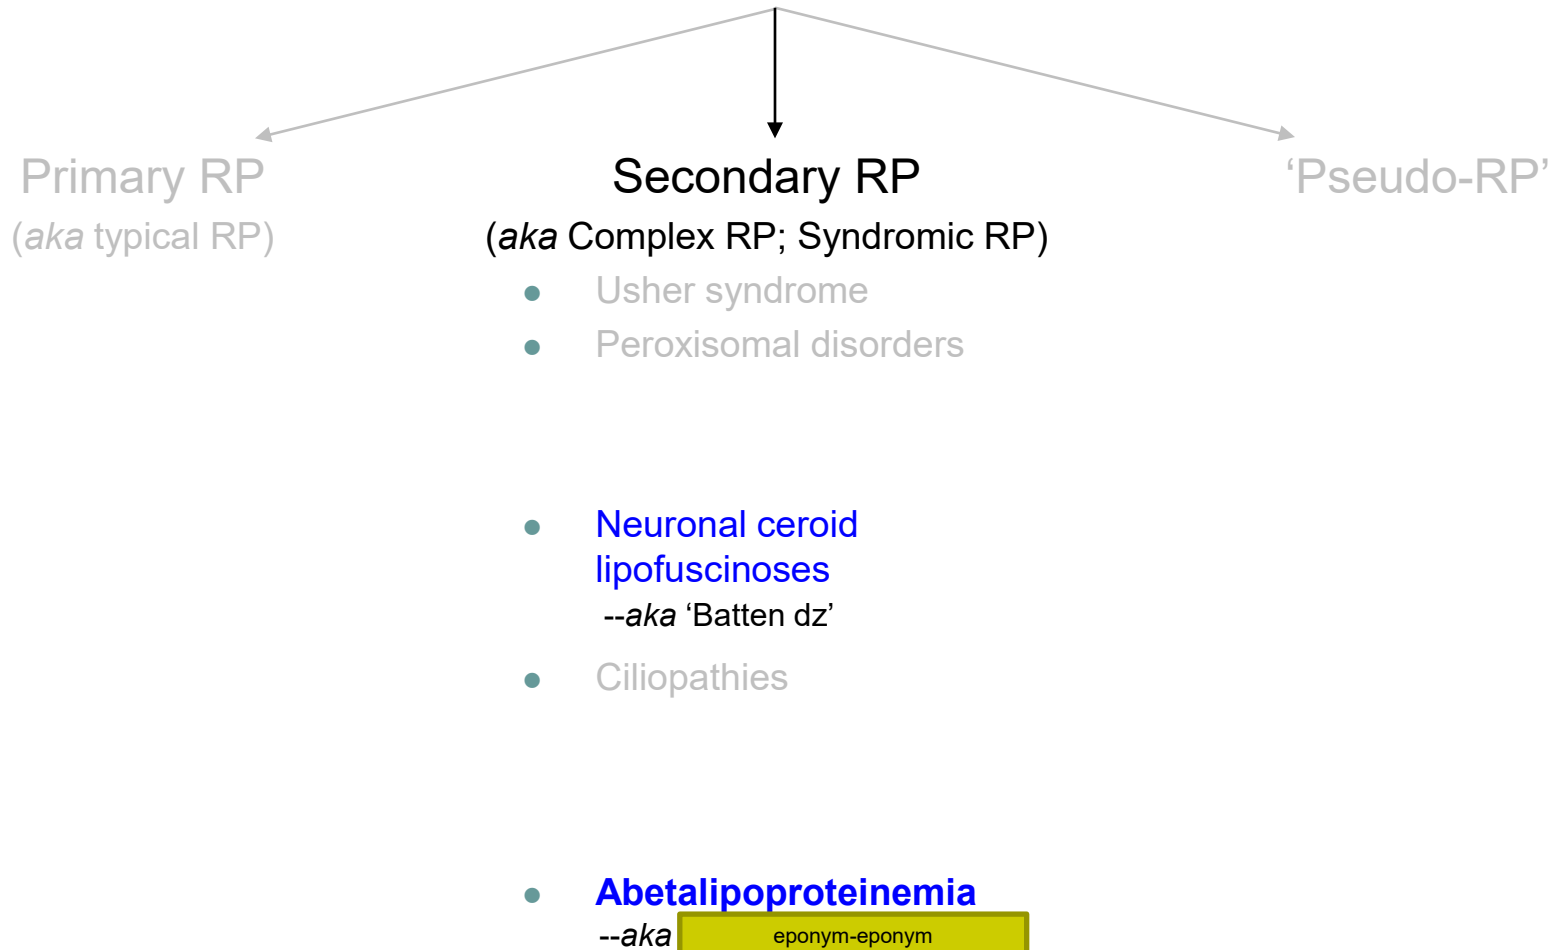 Primary RP
(aka typical RP)
Secondary RP
(aka Complex RP; Syndromic RP)
● Usher syndrome
● Peroxisomal disorders
● Neuronal ceroid
lipofuscinoses
--aka ‘Batten dz’
● Ciliopathies
● Abetalipoproteinemia
--aka eponym-eponym
‘Pseudo-RP’